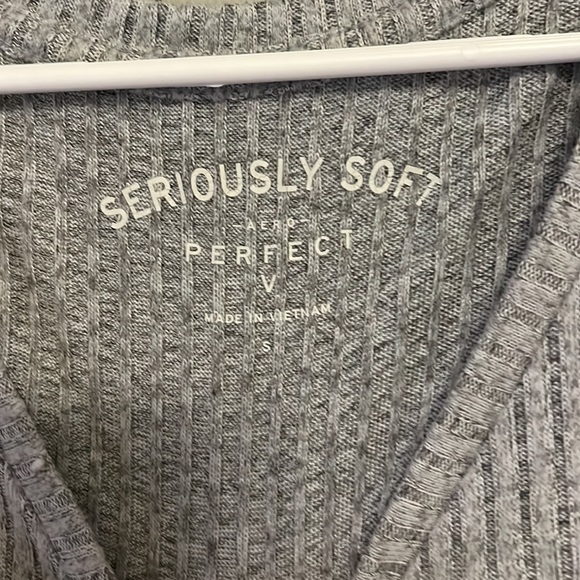 SERIOUSLY SOFT
AERO
PERFECT
V
MADE IN VIETNAM
S